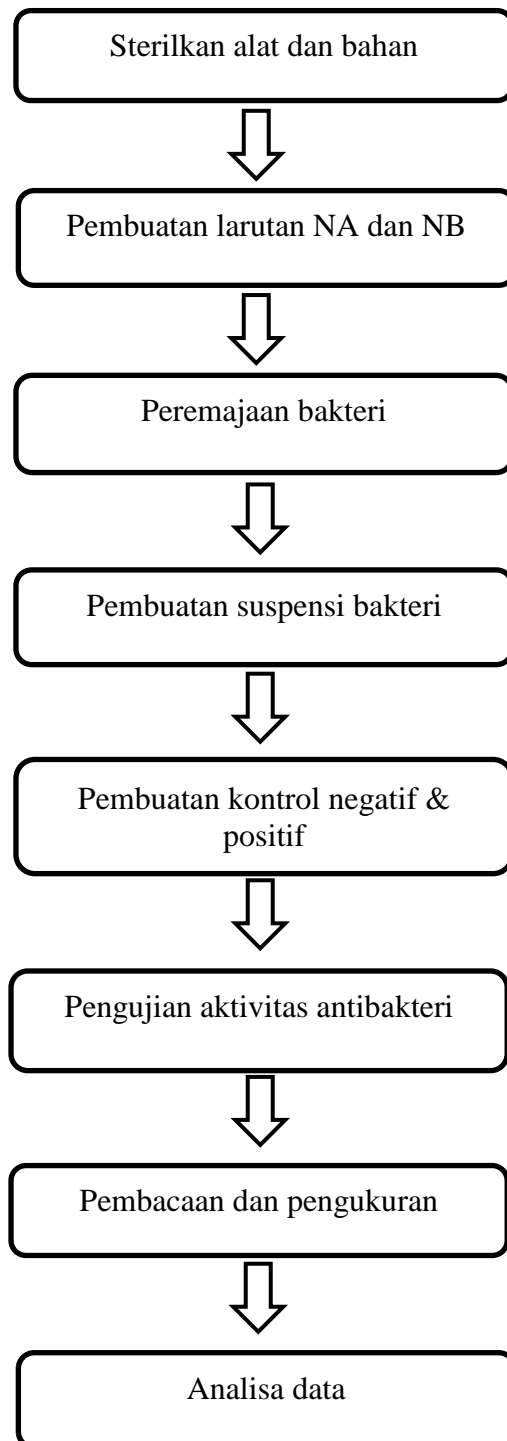 Sterilkan alat dan bahan
Pembuatan larutan NA dan NB
Peremajaan bakteri
Pembuatan suspensi bakteri
Pembuatan kontrol negatif &
positif
Pengujian aktivitas antibakteri
Pembacaan dan pengukuran
Analisa data